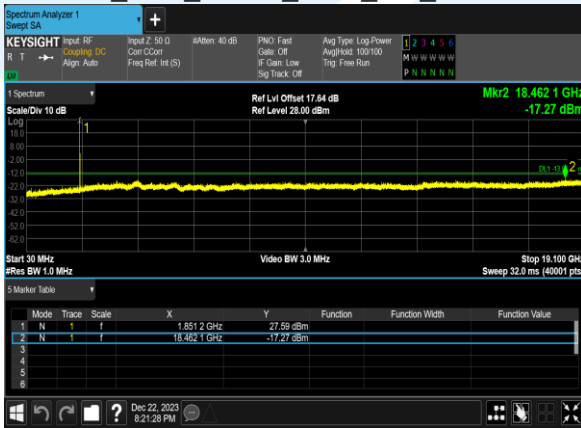 Spectrum Analyzer 1
Swept SA
+
KEYSIGHT Input: RF Input Z: 50 Ω #Atten: 40 dB PNO: Fast Avg Type: Log-Power 1 2 3 4 5 6
R T Coupling: DC Corr CCorr Gate: Off Avg|Hold: 100/100 M W W W W W
Align: Auto Freq Ref: Int (S) IF Gain: Low Trig: Free Run
Sig Track: Off P N N N N N
1 Spectrum
Ref Lvl Offset 17.64 dB Mkr2 18.462 1 GHz
Scale/Div 10 dB Ref Level 28.00 dBm -17.27 dBm
Log
1
18.0
8.00
-2.00
-12.0
2
-22.0
-32.0
-42.0
-52.0
-62.0
Start 30 MHz Video BW 3.0 MHz Stop 19.100 GHz
#Res BW 1.0 MHz Sweep 32.0 ms (40001 pts)
5 Marker Table
Mode Trace Scale X Y Function Function Width Function Value
1 N 1 f 1.851 2 GHz 27.59 dBm
2 N 1 f 18.462 1 GHz -17.27 dBm
3
4
5
6
? Dec 22, 2023
8:21:28 PM